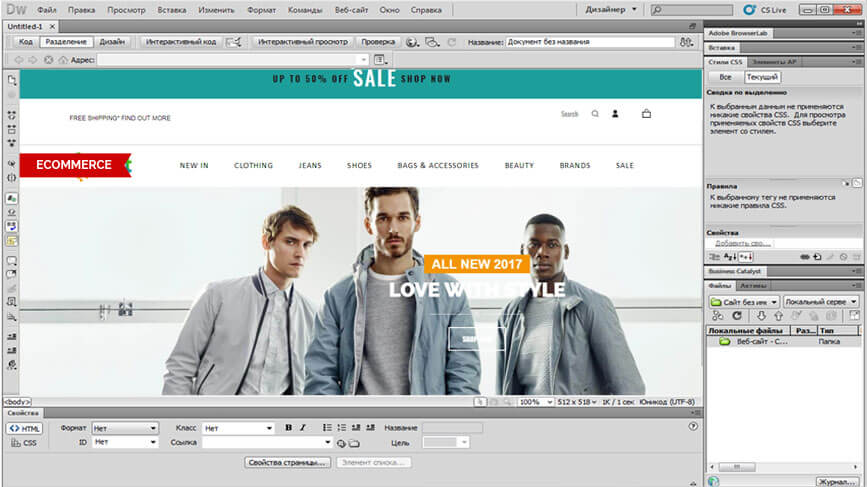 Dw Файл Правка Просмотр Вставка Изменить Формат Команды Веб-сайт Окно Справка Дизайнер CS Live
Untitled-1
Код Разделение Дизайн Интерактивный код Интерактивный просмотр Проверка Название: Документ без названия
Адрес:
UP TO 50% OFF SALE SHOP NOW
FREE SHIPPING* FIND OUT MORE
Search
ECOMMERCE
NEW IN CLOTHING JEANS SHOES BAGS & ACCESSORIES BEAUTY BRANDS SALE
ALL NEW 2017
LOVE WITH STYLE
<body> 100% 512 x 518 1K / 1 сек Юникод (UTF-8)
Свойства
HTML Формат Нет Класс Нет B I Название
CSS ID Нет Ссылка Цель
Свойства страницы... Элемент списка...
Adobe BrowserLab
Вставка
Стили CSS Элементы AP
Все Текущий
Сводка по выделению
К выбранным данным не применяются
никакие свойства CSS. Для просмотра
применяемых свойств CSS выберите
элемент со стилем.
Правила
К выбранному тегу не применяются
никакие правила CSS.
Свойства
Добавить сво...
Business Catalyst
Файлы Активы
Сайт без имен Локальный серве
Локальные файлы Раз... Тип
Веб-сайт - С... Папка
Журнал...